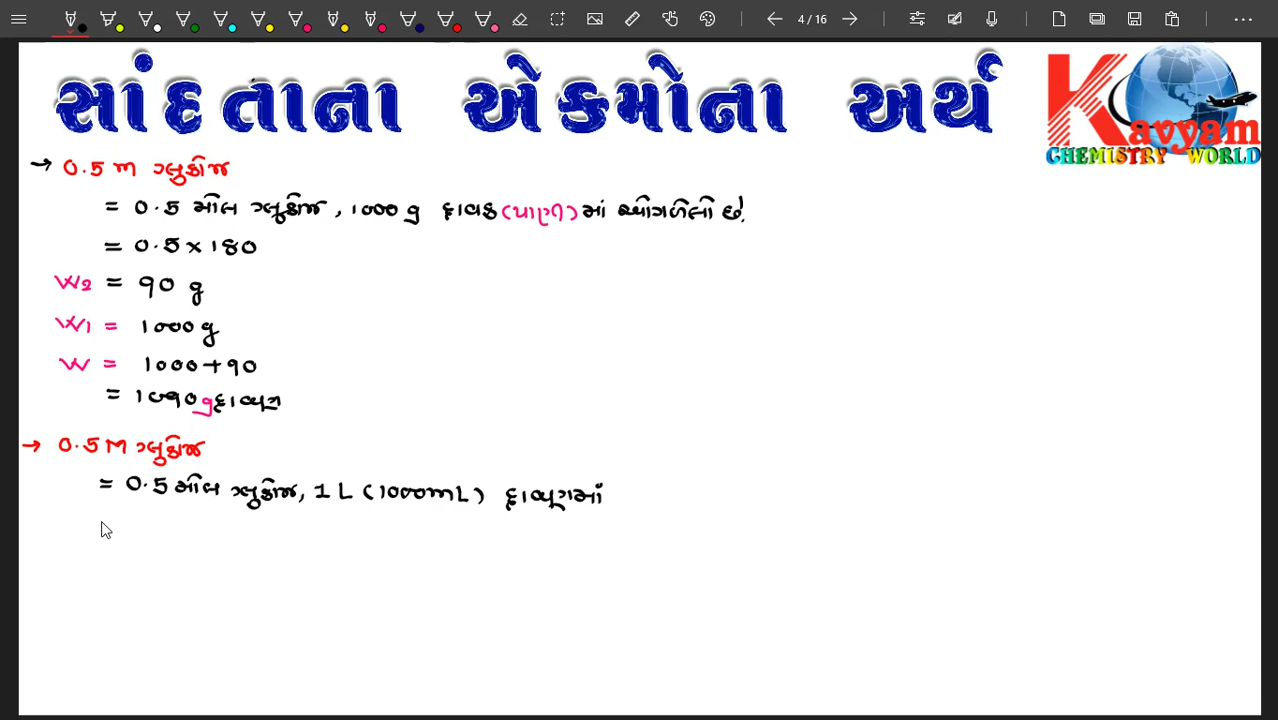 4 / 16
સાંદ્રતાના એકમોના અર્થ
Kavyam
CHEMISTRY WORLD
→ 0.5 m ગ્લુકોઝ
= 0.5 મોલ ગ્લુકોઝ, 1000 g દ્રાવક (પાણી) માં ઓગળેલો છે.
= 0.5 × 180
W2 = 90 g
W1 = 1000 g
W = 1000 + 90
= 1090 g દ્રાવણ
→ 0.5 M ગ્લુકોઝ
= 0.5 મોલ ગ્લુકોઝ, 1 L (1000 mL) દ્રાવણમાં